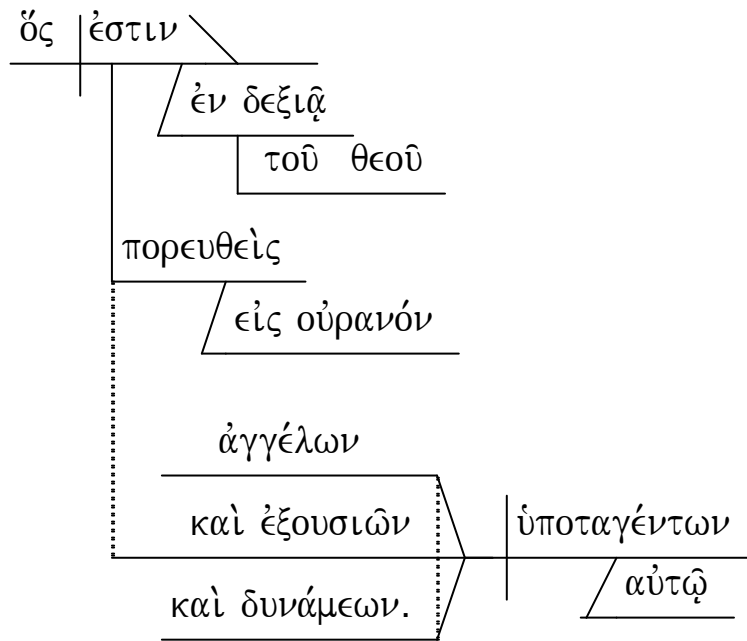 ὅς ἐστιν
ἐν δεξιᾷ
τοῦ θεοῦ
πορευθεὶς
εἰς οὐρανόν
ἀγγέλων
καὶ ἐξουσιῶν ὑποταγέντων
αὐτῷ
καὶ δυνάμεων.